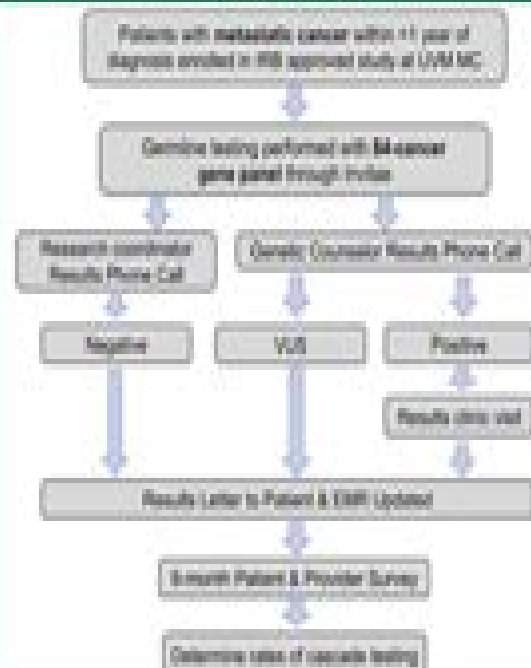 Patients with metastatic cancer within <1 year of
diagnosis enrolled in IRB approved study at UVM MC
Germline testing performed with 84-cancer
gene panel through Invitae
Research coordinator
Results Phone Call
Genetic Counselor Results Phone Call
Negative
VUS
Positive
Results clinic visit
Results Letter to Patient & EMR Updated
-month Patient & Provider Survey
Determine rates of cascade testing